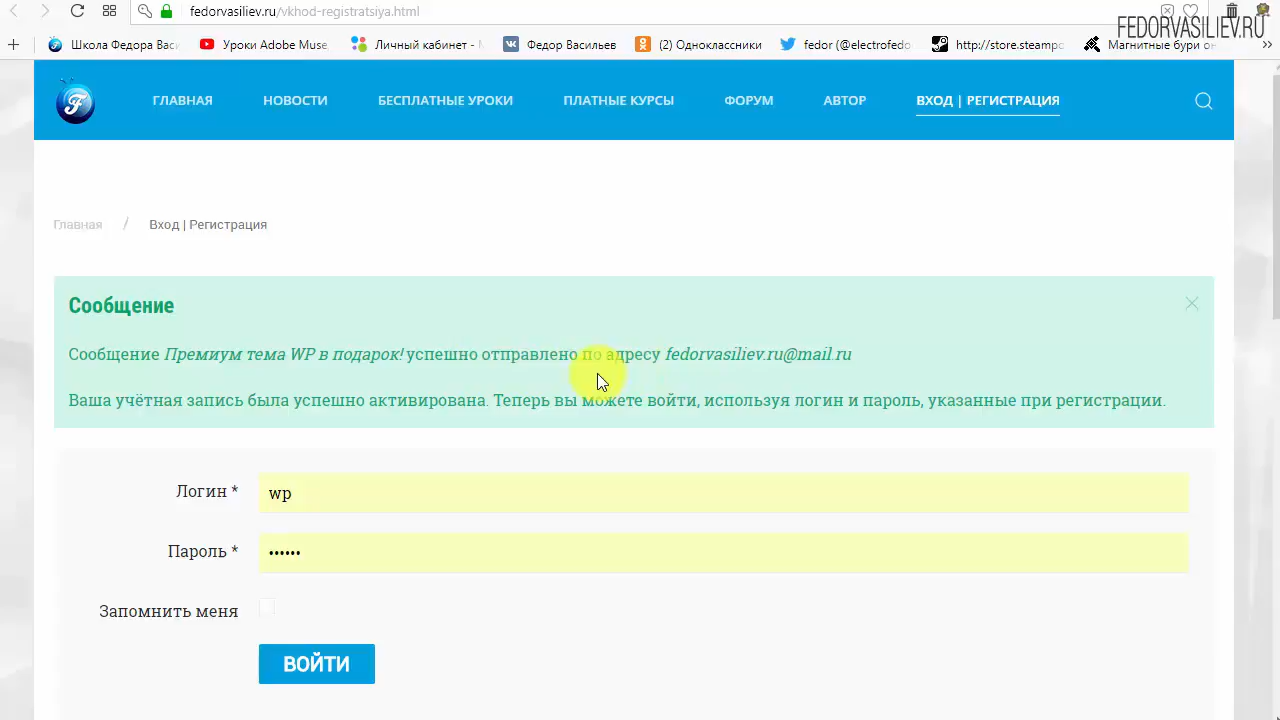 fedorvasiliev.ru/vkhod-registratsiya.html
FEDORVASILIEV.RU
Школа Федора Васи
Уроки Adobe Muse,
Личный кабинет -
Федор Васильев
(2) Одноклассники
fedor (@electrofedo
http://store.steampo
Магнитные бури он
ГЛАВНАЯ
НОВОСТИ
БЕСПЛАТНЫЕ УРОКИ
ПЛАТНЫЕ КУРСЫ
ФОРУМ
АВТОР
ВХОД | РЕГИСТРАЦИЯ
Главная / Вход | Регистрация
Сообщение
Сообщение Премиум тема WP в подарок! успешно отправлено по адресу fedorvasiliev.ru@mail.ru
Ваша учётная запись была успешно активирована. Теперь вы можете войти, используя логин и пароль, указанные при регистрации.
Логин *
wp
Пароль *
••••••
Запомнить меня
ВОЙТИ